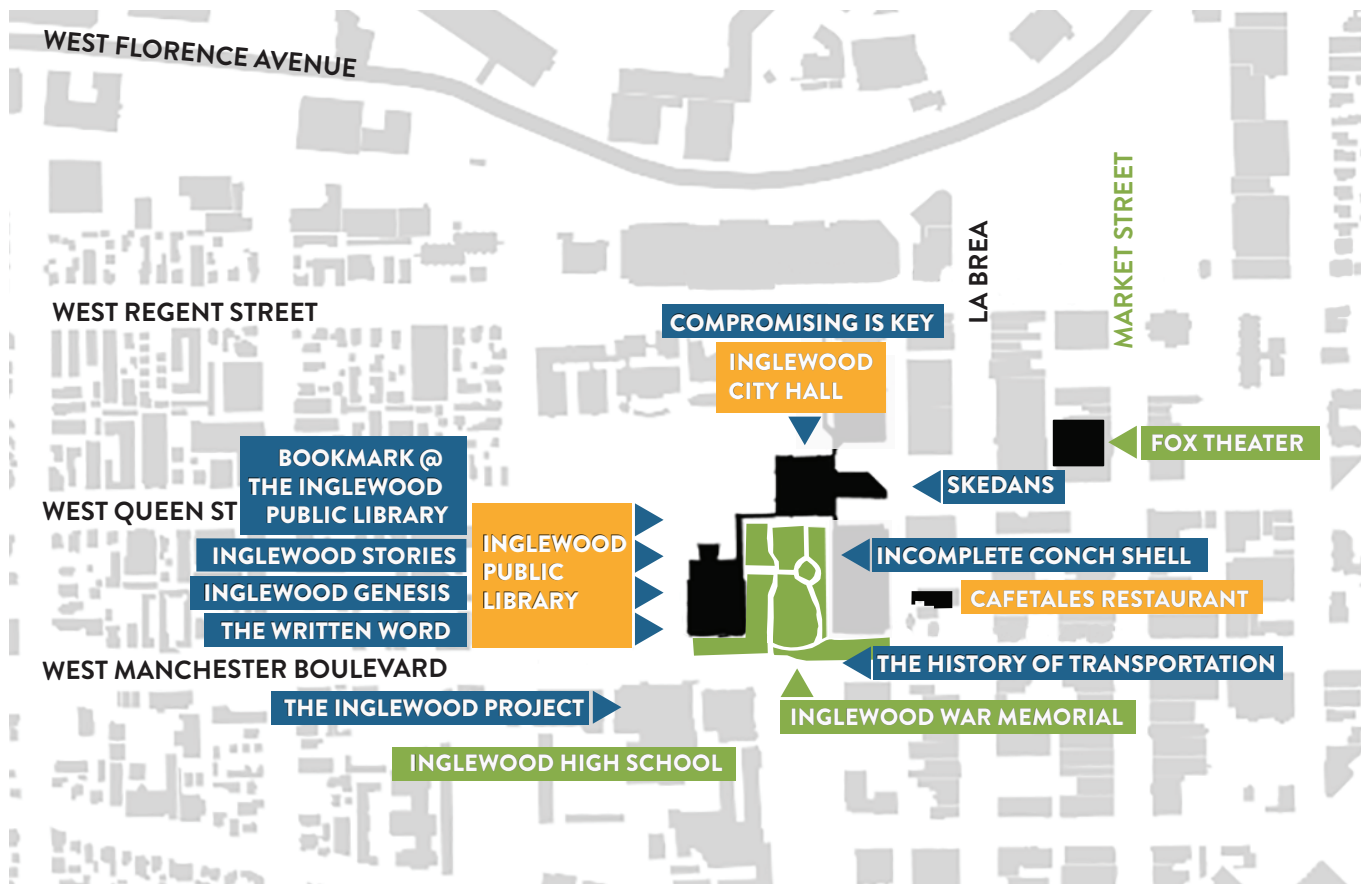 WEST FLORENCE AVENUE
MARKET STREET
LA BREA
WEST REGENT STREET
COMPROMISING IS KEY
INGLEWOOD
CITY HALL
FOX THEATER
BOOKMARK @
THE INGLEWOOD
PUBLIC LIBRARY
SKEDANS
WEST QUEEN ST
INGLEWOOD
PUBLIC
LIBRARY
INGLEWOOD STORIES
INCOMPLETE CONCH SHELL
INGLEWOOD GENESIS
CAFETALES RESTAURANT
THE WRITTEN WORD
WEST MANCHESTER BOULEVARD
THE HISTORY OF TRANSPORTATION
THE INGLEWOOD PROJECT
INGLEWOOD WAR MEMORIAL
INGLEWOOD HIGH SCHOOL